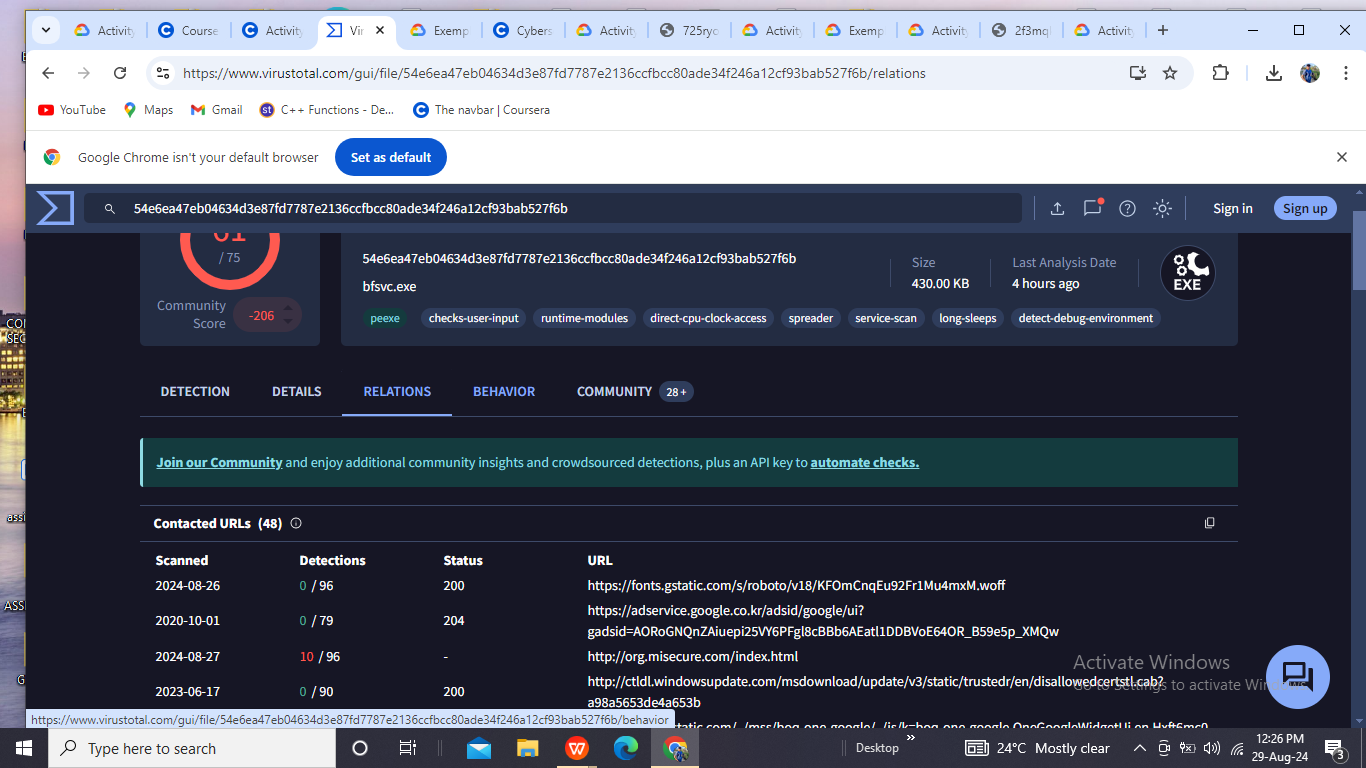 Activity
Course
Activity
Vir
Exemp
Cybers
Activity
725ryc
Activity
Exemp
Activity
2f3mq
Activity
https://www.virustotal.com/gui/file/54e6ea47eb04634d3e87fd7787e2136ccfbcc80ade34f246a12cf93bab527f6b/relations
YouTube
Maps
Gmail
C++ Functions - De...
The navbar | Coursera
Google Chrome isn't your default browser
Set as default
54e6ea47eb04634d3e87fd7787e2136ccfbcc80ade34f246a12cf93bab527f6b
Sign in
Sign up
61
/ 75
Community
Score
-206
54e6ea47eb04634d3e87fd7787e2136ccfbcc80ade34f246a12cf93bab527f6b
bfsvc.exe
Size
430.00 KB
Last Analysis Date
4 hours ago
EXE
peexe
checks-user-input
runtime-modules
direct-cpu-clock-access
spreader
service-scan
long-sleeps
detect-debug-environment
DETECTION
DETAILS
RELATIONS
BEHAVIOR
COMMUNITY
28 +
Join our Community and enjoy additional community insights and crowdsourced detections, plus an API key to automate checks.
Contacted URLs (48)
Scanned Detections Status URL
2024-08-26 0 / 96 200 https://fonts.gstatic.com/s/roboto/v18/KFOmCnqEu92Fr1Mu4mxM.woff
2020-10-01 0 / 79 204 https://adservice.google.co.kr/adsid/google/ui?
gadsid=AORoGNQnZAiuepi25VY6PFgl8cBBb6AEatl1DDBVoE64OR_B59e5p_XMQw
2024-08-27 10 / 96 - http://org.misecure.com/index.html
2023-06-17 0 / 90 200 http://ctldl.windowsupdate.com/msdownload/update/v3/static/trustedr/en/disallowedcertstl.cab?
a98a5653de4a653b
Activate Windows
Go to Settings to activate Windows.
https://www.virustotal.com/gui/file/54e6ea47eb04634d3e87fd7787e2136ccfbcc80ade34f246a12cf93bab527f6b/behavior
Type here to search
Desktop
24°C Mostly clear
12:26 PM
29-Aug-24
3